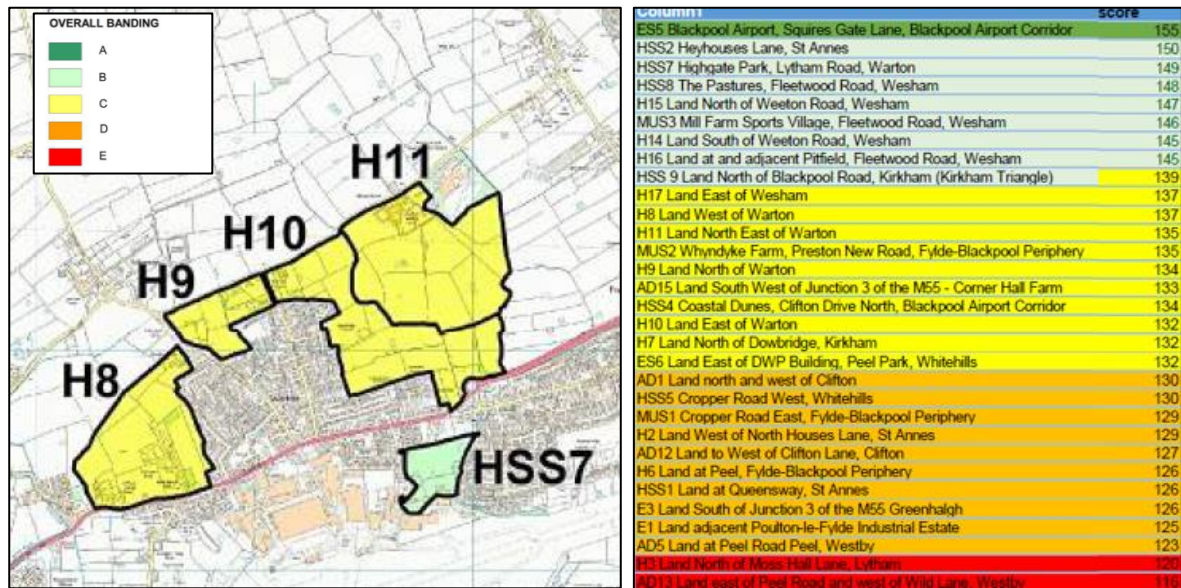 OVERALL BANDING
A
B
C
D
E
H11
H10
H9
H8
HSS7
Column1 score
ES5 Blackpool Airport, Squires Gate Lane, Blackpool Airport Corridor 155
HSS2 Heyhouses Lane, St Annes 150
HSS7 Highgate Park, Lytham Road, Warton 149
HSS8 The Pastures, Fleetwood Road, Wesham 148
H15 Land North of Weeton Road, Wesham 147
MUS3 Mill Farm Sports Village, Fleetwood Road, Wesham 146
H14 Land South of Weeton Road, Wesham 145
H16 Land at and adjacent Pitfield, Fleetwood Road, Wesham 145
HSS 9 Land North of Blackpool Road, Kirkham (Kirkham Triangle) 139
H17 Land East of Wesham 137
H8 Land West of Warton 137
H11 Land North East of Warton 135
MUS2 Whyndyke Farm, Preston New Road, Fylde-Blackpool Periphery 135
H9 Land North of Warton 134
AD15 Land South West of Junction 3 of the M55 - Corner Hall Farm 133
HSS4 Coastal Dunes, Clifton Drive North, Blackpool Airport Corridor 134
H10 Land East of Warton 132
H7 Land North of Dowbridge, Kirkham 132
ES6 Land East of DWP Building, Peel Park, Whitehills 132
AD1 Land north and west of Clifton 130
HSS5 Cropper Road West, Whitehills 130
MUS1 Cropper Road East, Fylde-Blackpool Periphery 129
H2 Land West of North Houses Lane, St Annes 129
AD12 Land to West of Clifton Lane, Clifton 127
H6 Land at Peel, Fylde-Blackpool Periphery 126
HSS1 Land at Queensway, St Annes 126
E3 Land South of Junction 3 of the M55 Greenhalgh 126
E1 Land adjacent Poulton-le-Fylde Industrial Estate 125
AD5 Land at Peel Road Peel, Westby 123
H3 Land North of Moss Hall Lane, Lytham 120
AD13 Land east of Peel Road and west of Wild Lane, Westby 116